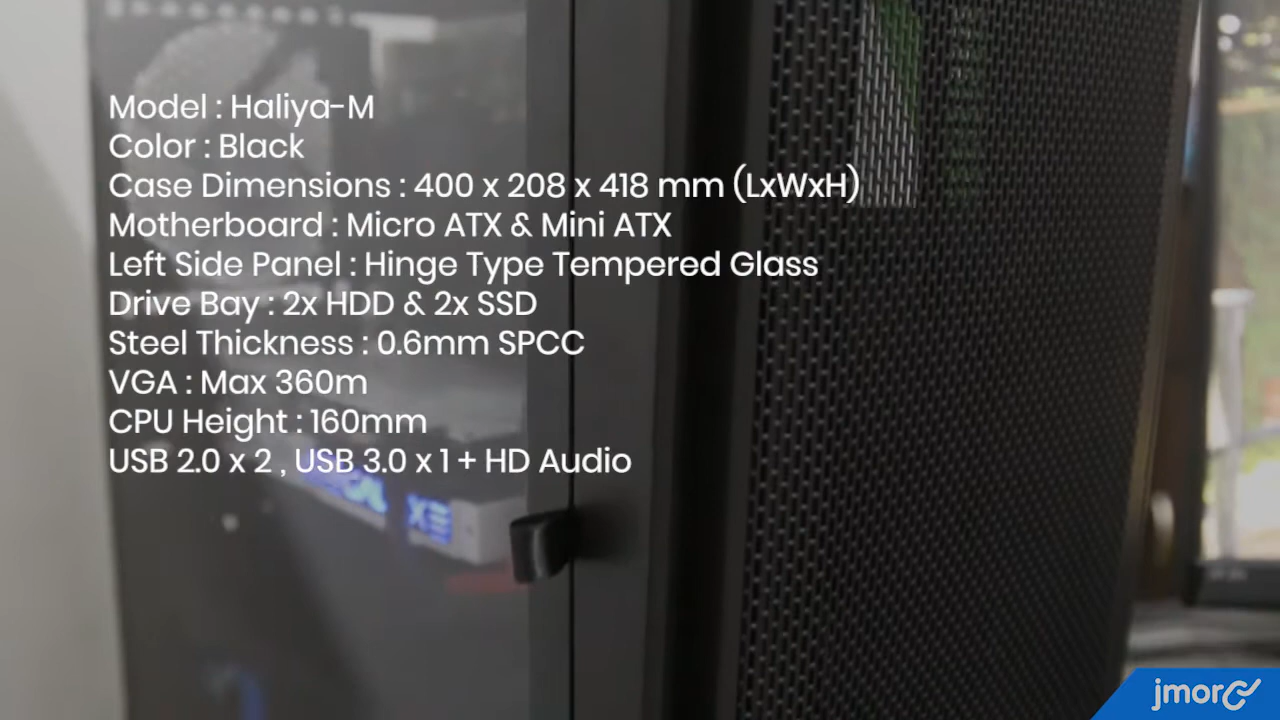 Model : Haliya-M
Color : Black
Case Dimensions : 400 x 208 x 418 mm (LxWxH)
Motherboard : Micro ATX & Mini ATX
Left Side Panel : Hinge Type Tempered Glass
Drive Bay : 2x HDD & 2x SSD
Steel Thickness : 0.6mm SPCC
VGA : Max 360m
CPU Height : 160mm
USB 2.0 x 2 , USB 3.0 x 1 + HD Audio
jmor